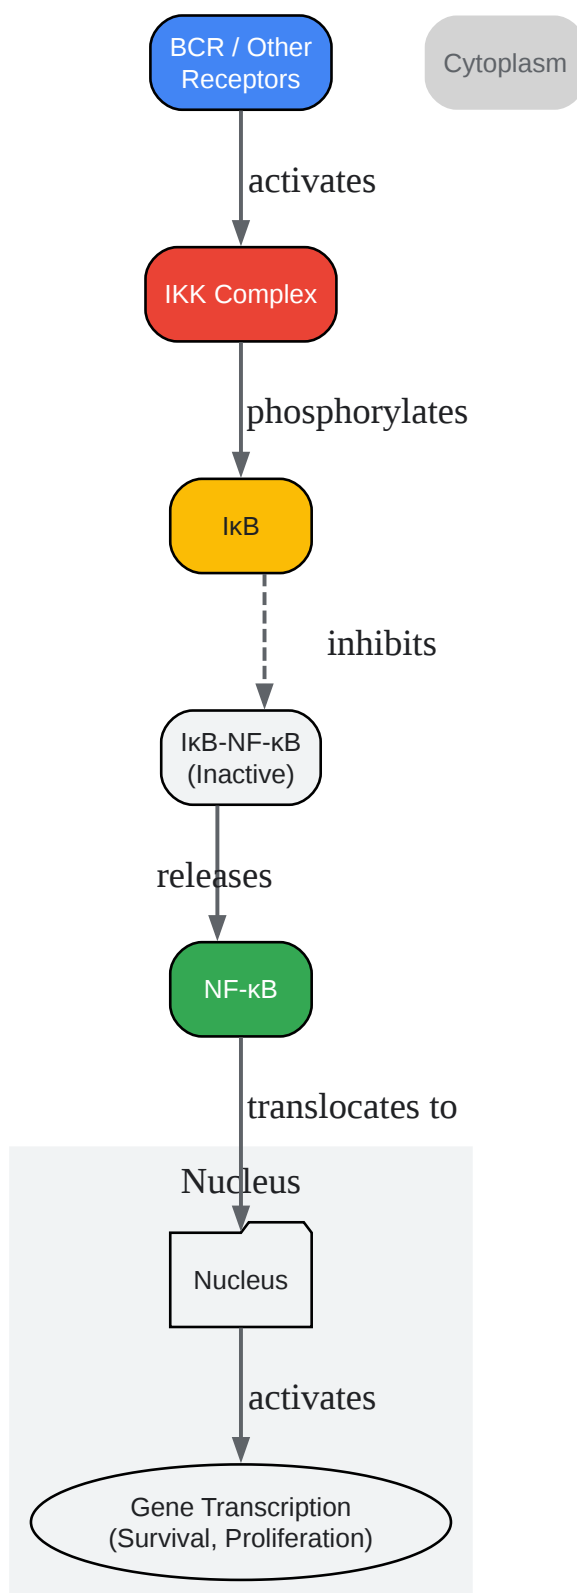 BCR / Other
Receptors
Cytoplasm
activates
IKK Complex
phosphorylates
IκB
inhibits
IκB-NF-κB
(Inactive)
releases
NF-κB
translocates to
Nucleus
Nucleus
activates
Gene Transcription
(Survival, Proliferation)